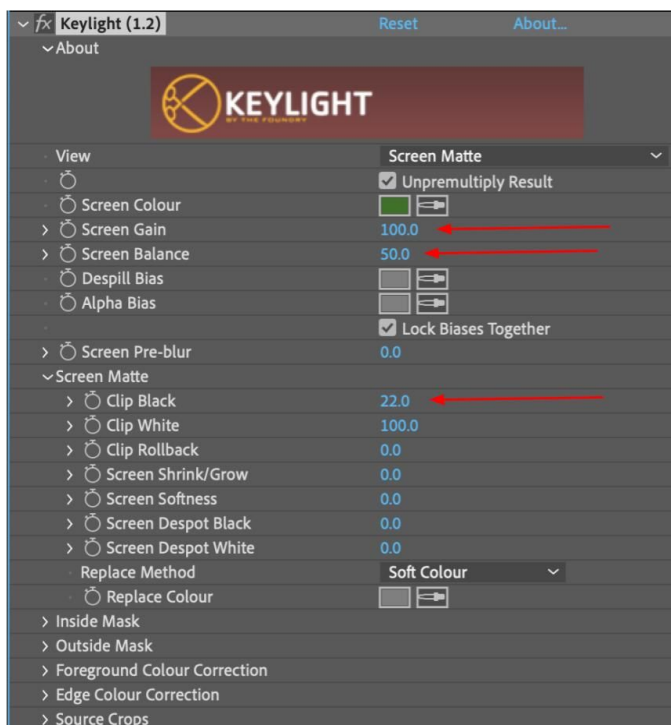 fx Keylight (1.2) Reset About...
About
KEYLIGHT
BY THE FOUNDRY
View Screen Matte
Unpremultiply Result
Screen Colour
Screen Gain 100.0
Screen Balance 50.0
Despill Bias
Alpha Bias
Lock Biases Together
Screen Pre-blur 0.0
Screen Matte
Clip Black 22.0
Clip White 100.0
Clip Rollback 0.0
Screen Shrink/Grow 0.0
Screen Softness 0.0
Screen Despot Black 0.0
Screen Despot White 0.0
Replace Method Soft Colour
Replace Colour
Inside Mask
Outside Mask
Foreground Colour Correction
Edge Colour Correction
Source Crops